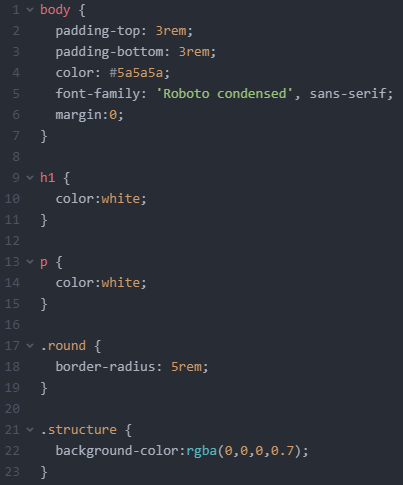 1 body {
2   padding-top: 3rem;
3   padding-bottom: 3rem;
4   color: #5a5a5a;
5   font-family: 'Roboto condensed', sans-serif;
6   margin:0;
7 }
8
9 h1 {
10   color:white;
11 }
12
13 p {
14   color:white;
15 }
16
17 .round {
18   border-radius: 5rem;
19 }
20
21 .structure {
22   background-color:rgba(0,0,0,0.7);
23 }